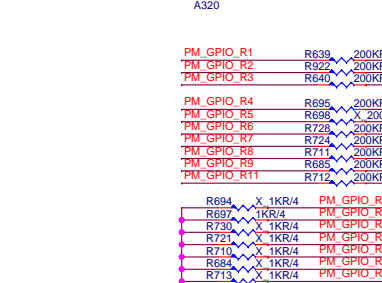 A320
PM_GPIO_R1 R639 200K
PM_GPIO_R2 R922 200K
PM_GPIO_R3 R640 200K
PM_GPIO_R4 R695 200K
PM_GPIO_R5 R698 X_200
PM_GPIO_R6 R728 200K
PM_GPIO_R7 R724 200K
PM_GPIO_R8 R711 200K
PM_GPIO_R9 R685 200K
PM_GPIO_R11 R712 200K
R694 X_1KR/4 PM_GPIO_R
R697 1KR/4 PM_GPIO_R
R730 X_1KR/4 PM_GPIO_R
R721 X_1KR/4 PM_GPIO_R
R710 X_1KR/4 PM_GPIO_R
R684 X_1KR/4 PM_GPIO_R
R713 X_1KR/4 PM_GPIO_R